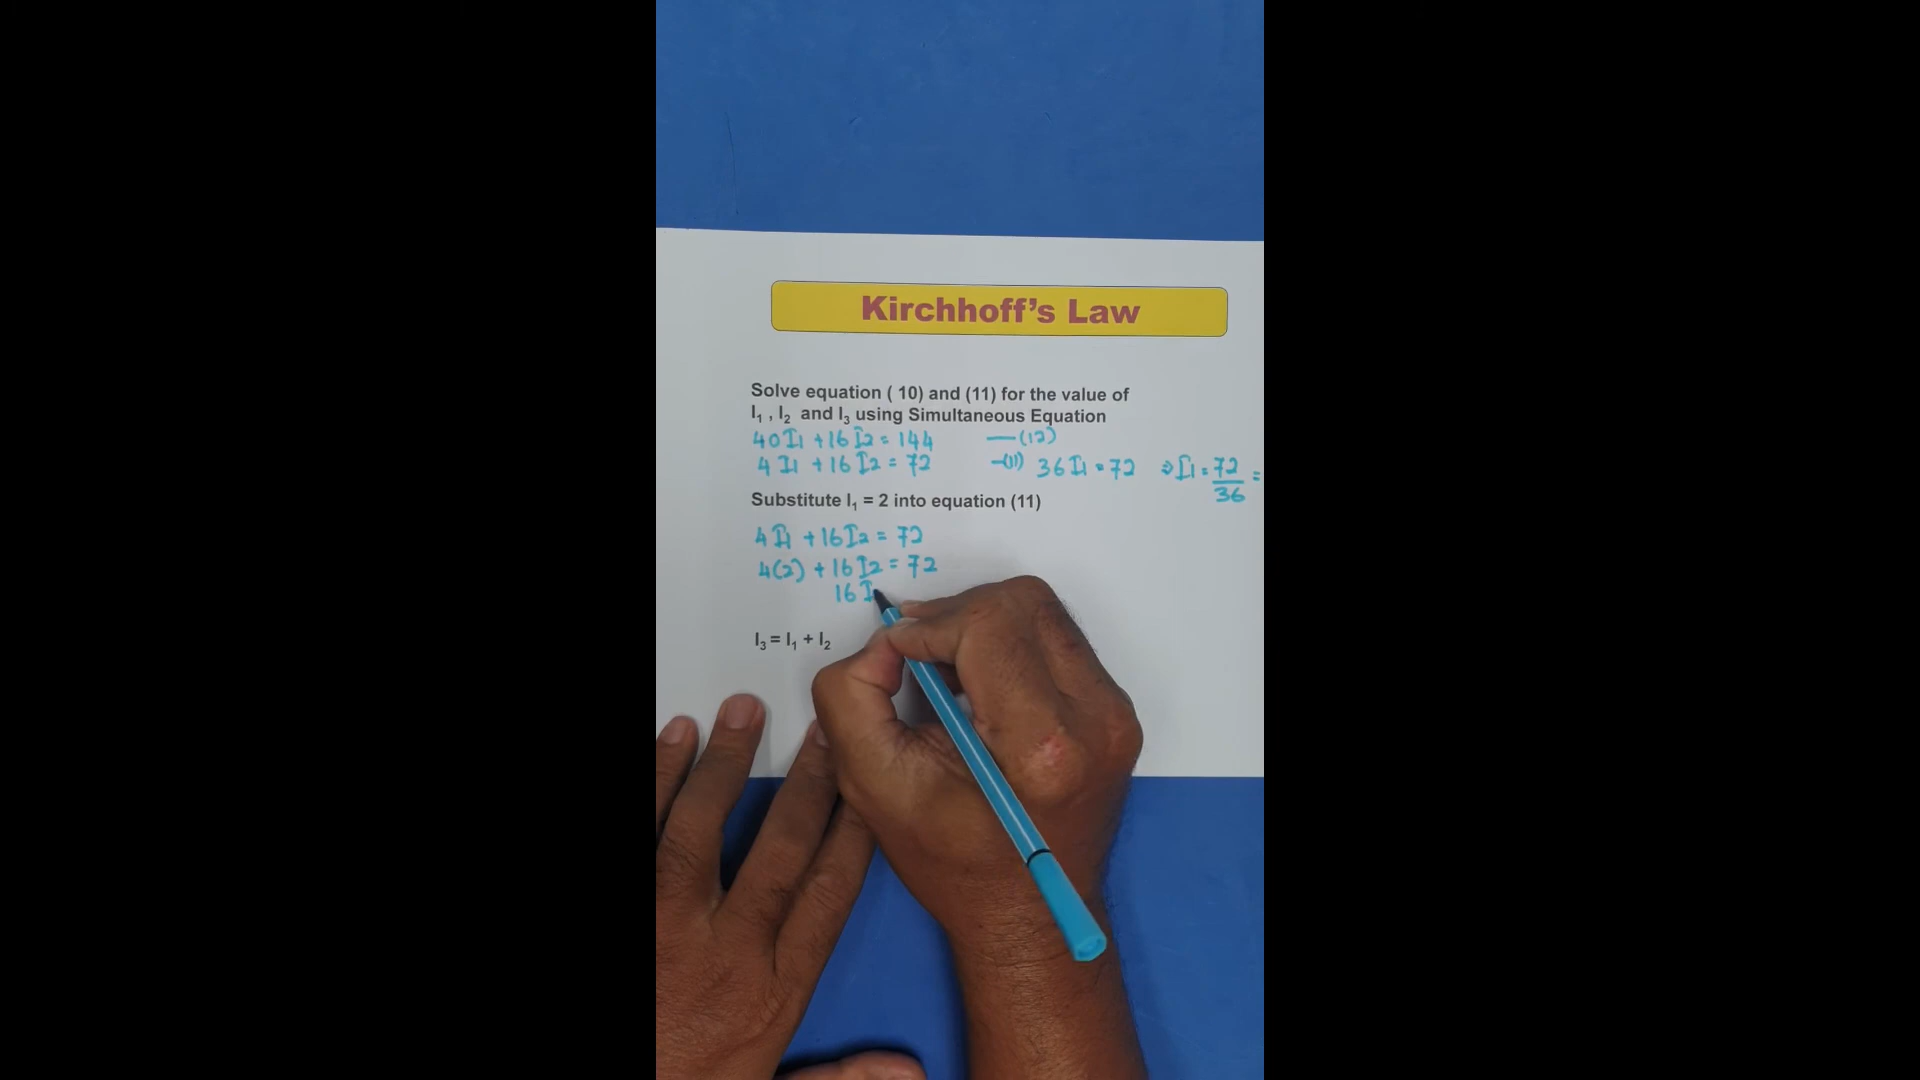 Kirchhoff's Law
Solve equation ( 10) and (11) for the value of
I₁ , I₂ and I₃ using Simultaneous Equation
40I₁ + 16I₂ = 144 —(12)
4I₁ + 16I₂ = 72 —(11) 36I₁ = 72 ⇒ I₁ = 72/36 =
Substitute I₁ = 2 into equation (11)
4I₁ + 16I₂ = 72
4(2) + 16I₂ = 72
16I
I₃ = I₁ + I₂